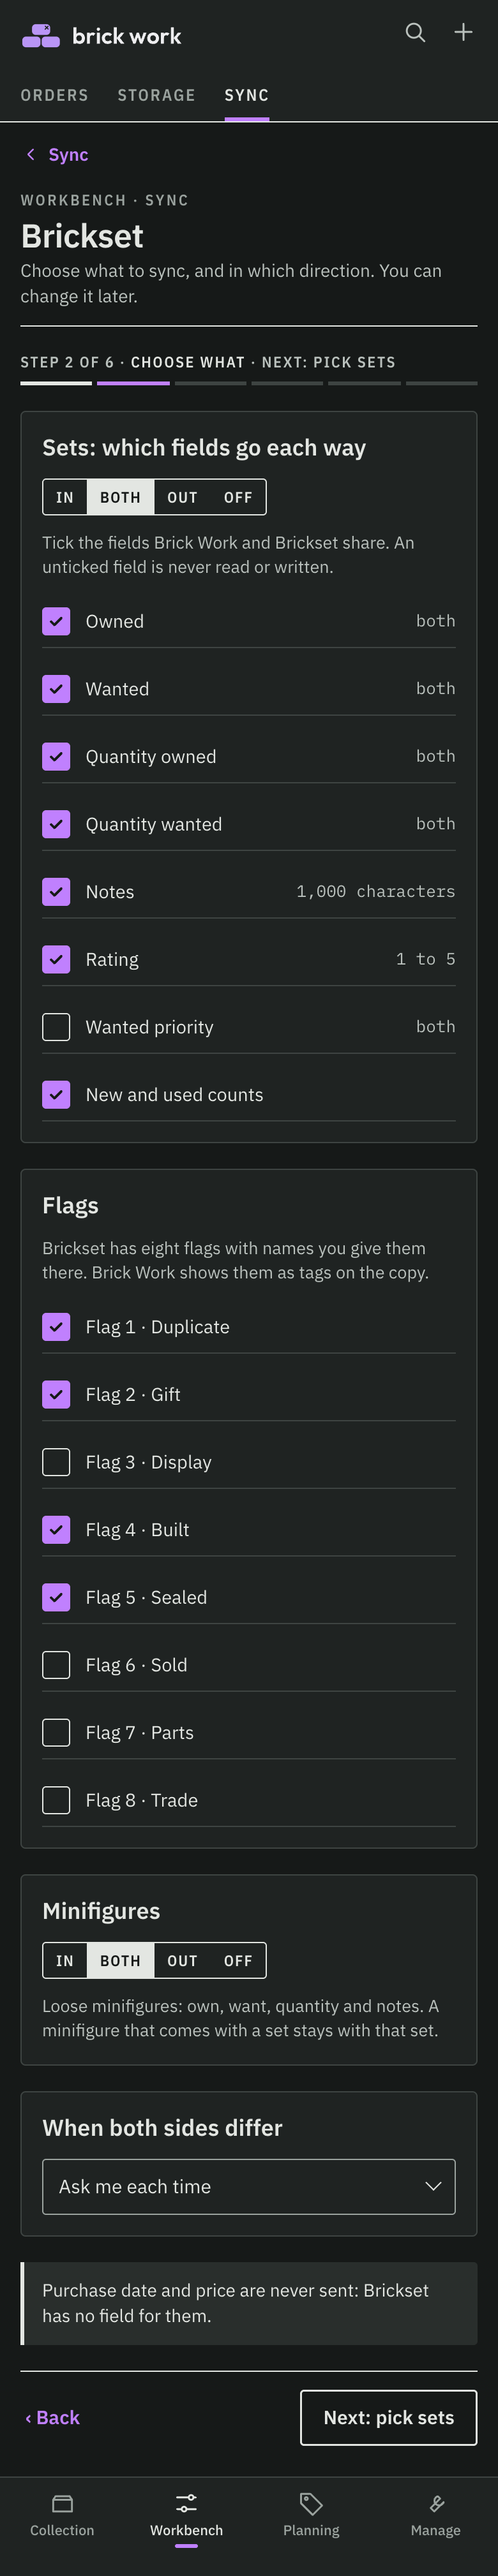 brick work
ORDERS STORAGE SYNC
Sync
WORKBENCH · SYNC
Brickset
Choose what to sync, and in which direction. You can
change it later.
STEP 2 OF 6 · CHOOSE WHAT · NEXT: PICK SETS
Sets: which fields go each way
IN BOTH OUT OFF
Tick the fields Brick Work and Brickset share. An
unticked field is never read or written.
Owned both
Wanted both
Quantity owned both
Quantity wanted both
Notes 1,000 characters
Rating 1 to 5
Wanted priority both
New and used counts
Flags
Brickset has eight flags with names you give them
there. Brick Work shows them as tags on the copy.
Flag 1 · Duplicate
Flag 2 · Gift
Flag 3 · Display
Flag 4 · Built
Flag 5 · Sealed
Flag 6 · Sold
Flag 7 · Parts
Flag 8 · Trade
Minifigures
IN BOTH OUT OFF
Loose minifigures: own, want, quantity and notes. A
minifigure that comes with a set stays with that set.
When both sides differ
Ask me each time
Purchase date and price are never sent: Brickset
has no field for them.
‹ Back Next: pick sets
Collection Workbench Planning Manage